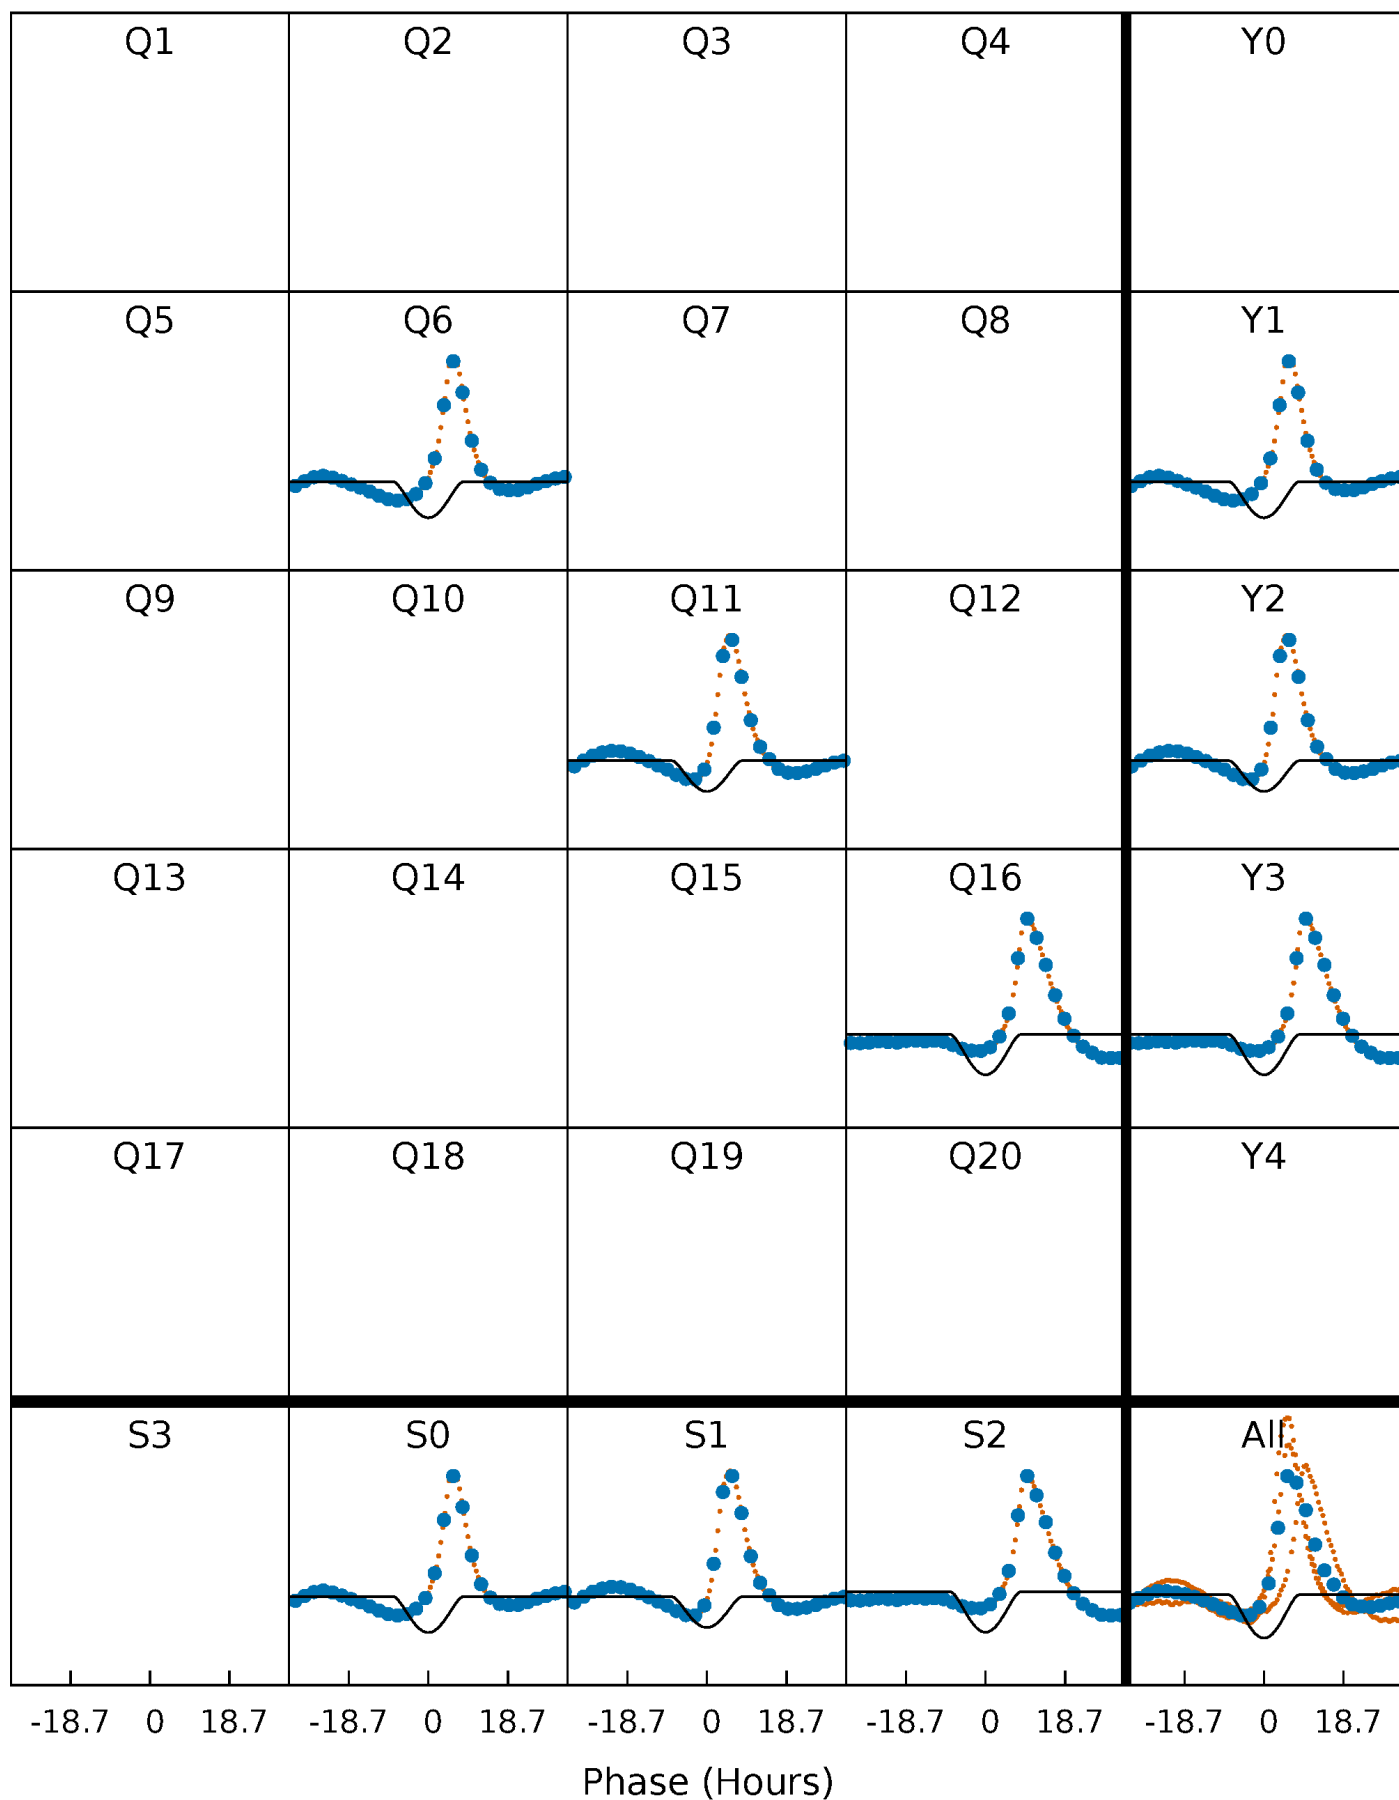 Q1 Q2 Q3 Q4 Y0
Q5 Q6 Q7 Q8 Y1
Q9 Q10 Q11 Q12 Y2
Q13 Q14 Q15 Q16 Y3
Q17 Q18 Q19 Q20 Y4
S3 S0 S1 S2 All
-18.7 0 18.7 -18.7 0 18.7 -18.7 0 18.7 -18.7 0 18.7 -18.7 0 18.7
Phase (Hours)